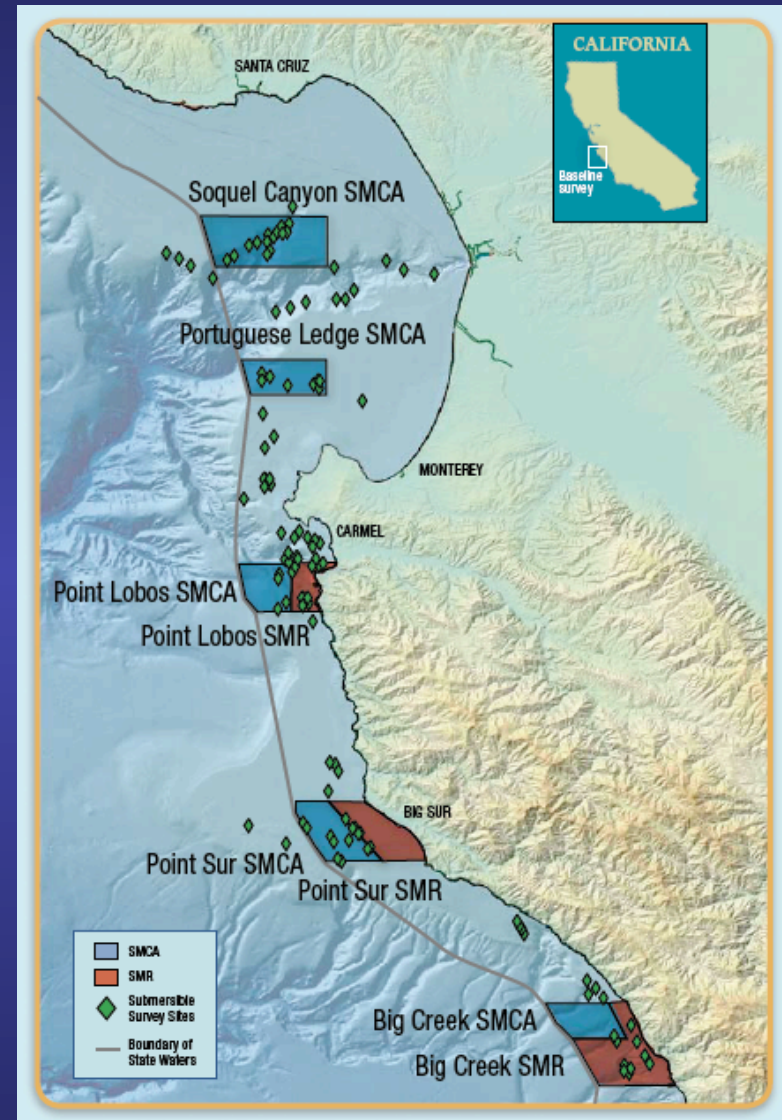 CALIFORNIA
Baseline
survey
SANTA CRUZ
Soquel Canyon SMCA
Portuguese Ledge SMCA
MONTEREY
CARMEL
Point Lobos SMCA
Point Lobos SMR
BIG SUR
Point Sur SMCA
Point Sur SMR
Big Creek SMCA
Big Creek SMR
SMCA
SMR
Submersible
Survey Sites
Boundary of
State Waters